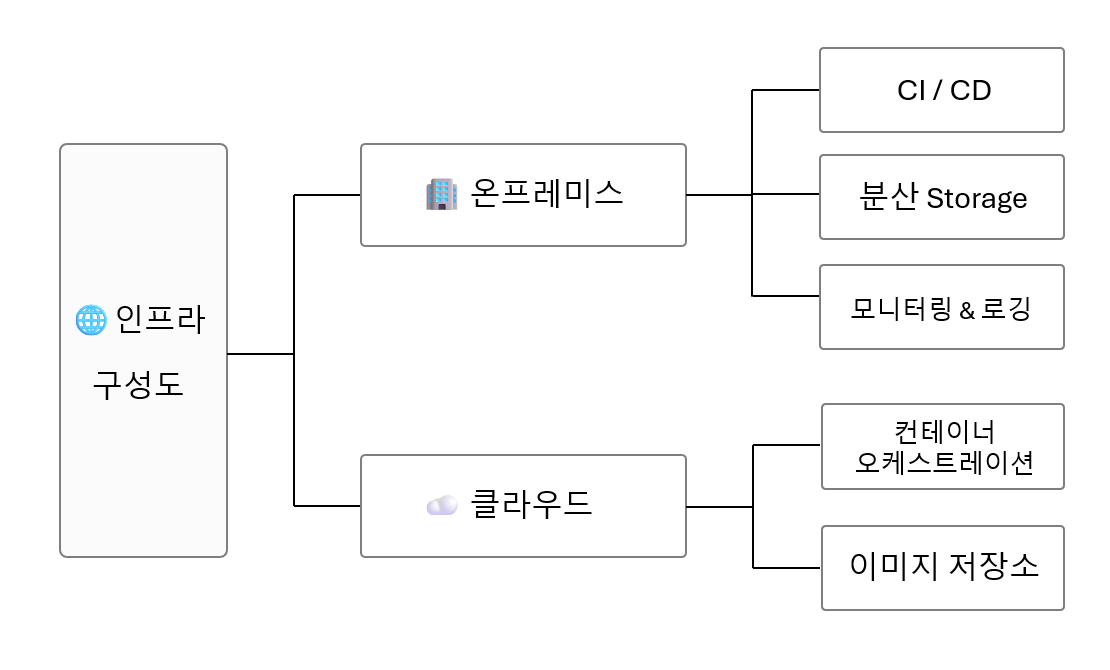 🌐 인프라
구성도
🏢 온프레미스
CI / CD
분산 Storage
모니터링 & 로깅
☁️ 클라우드
컨테이너
오케스트레이션
이미지 저장소